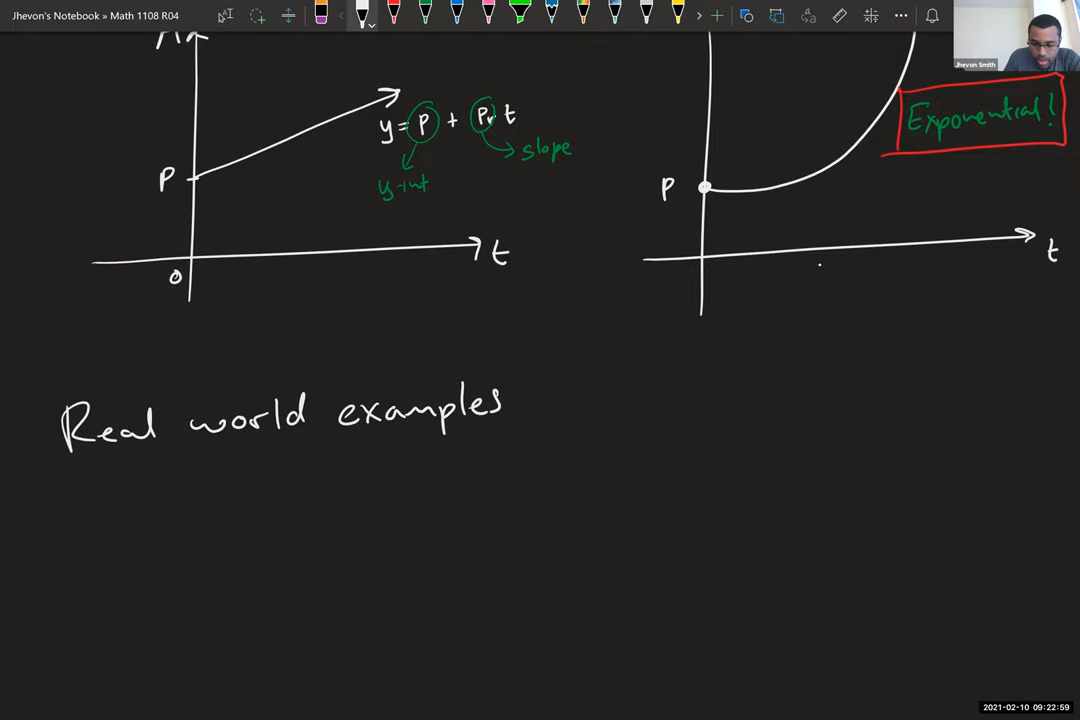 Jhevon's Notebook » Math 1108 R04
Jhevon Smith
y = P + Pr t
slope
y-int
P
0
t
Exponential!
P
t
Real world examples
2021-02-10 09:22:59